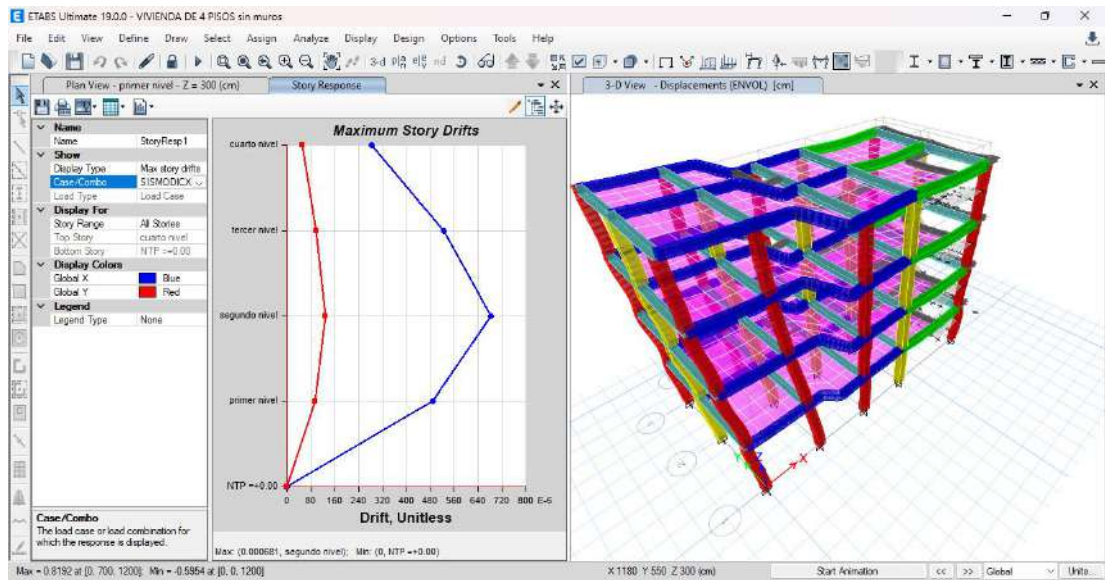 ETABS Ultimate 19.0.0 - VIVIENDA DE 4 PISOS sin muros
File Edit View Define Draw Select Assign Analyze Display Design Options Tools Help
3-d
nd
Plan View - primer nivel - Z = 300 (cm)
Story Response
3-D View - Displacements (ENVOL) [cm]
Name
Name StoryResp1
Show
Display Type Max story drifts
Case/Combo SISMODICX
Load Type Load Case
Display For
Story Range All Stories
Top Story cuarto nivel
Bottom Story NTP =+0.00
Display Colors
Global X Blue
Global Y Red
Legend
Legend Type None
Case/Combo
The load case or load combination for
which the response is displayed.
Maximum Story Drifts
cuarto nivel
tercer nivel
segundo nivel
primer nivel
NTP =+0.00
0 80 160 240 320 400 480 560 640 720 800 E-6
Drift, Unitless
Max: (0.000681, segundo nivel); Min: (0, NTP =+0.00)
X
Y
Z
Max = 0.8192 at [0, 700, 1200]; Min = -0.5954 at [0, 0, 1200]
X 1180 Y 550 Z 300 (cm)
Start Animation
<< >>
Global
Units...